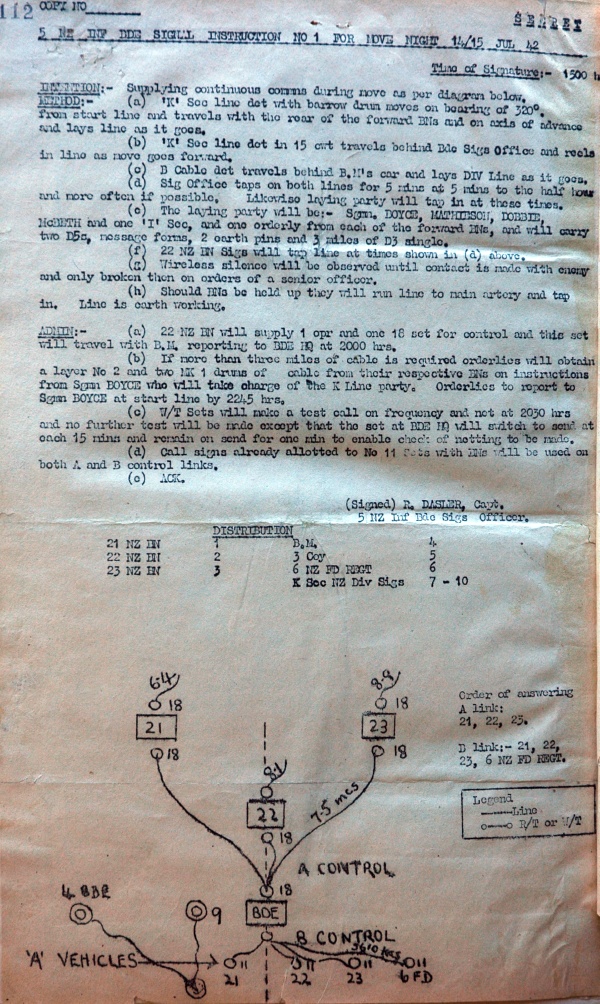 112 COPY NO
SECRET
5 NZ INF BDE SIGNAL INSTRUCTION NO 1 FOR MOVE NIGHT 14/15 JUL 42
Time of Signature:- 1500 h
INTENTION:- Supplying continuous comms during move as per diagram below.
METHOD:- (a) 'K' Sec line det with barrow drum moves on bearing of 320°.
from start line and travels with the rear of the forward BNs and on axis of advance
and lays line as it goes.
(b) 'K' Sec line det in 15 cwt travels behind Bde Sigs Office and reels
in line as move goes forward.
(c) B Cable det travels behind B.M's car and lays DIV Line as it goes.
(d) Sig Office taps on both lines for 5 mins at 5 mins to the half hour
and more often if possible. Likewise laying party will tap in at these times.
(e) The laying party will be:- Sgmn. BOYCE, MATHIESON, DOBBIE,
McBETH and one 'I' Sec, and one orderly from each of the forward BNs, and will carry
two D5s, message forms, 2 earth pins and 3 miles of D3 single.
(f) 22 NZ BN Sigs will tap line at times shown in (d) above.
(g) Wireless silence will be observed until contact is made with enemy
and only broken then on orders of a senior officer.
(h) Should BNs be held up they will run line to main artery and tap
in. Line is earth working.
ADMIN:- (a) 22 NZ BN will supply 1 opr and one 18 set for control and this set
will travel with B.M. reporting to BDE HQ at 2000 hrs.
(b) If more than three miles of cable is required orderlies will obtain
a layer No 2 and two MK 1 drums of cable from their respective BNs on instructions
from Sgmn BOYCE who will take charge of the K Line party. Orderlies to report to
Sgmn BOYCE at start line by 2245 hrs.
(c) W/T Sets will make a test call on frequency and net at 2030 hrs
and no further test will be made except that the set at BDE HQ will switch to send at
each 15 mins and remain on send for one min to enable check of netting to be made.
(d) Call signs already allotted to No 11 Sets with BNs will be used on
both A and B control links.
(e) ACK.
(Signed) R. DASLER, Capt.
5 NZ Inf Bde Sigs Officer.
DISTRIBUTION
21 NZ BN 1 B.M. 4
22 NZ BN 2 3 Coy 5
23 NZ BN 3 6 NZ FD REGT 6
K Sec NZ Div Sigs 7 - 10
6.4 8.9
18 18
21 23
18 18
Order of answering
A link:
21, 22, 23.
B link:- 21, 22,
23, 6 NZ FD REGT.
8.1
22
18
7.5 mcs
Legend
Line
R/T or W/T
A CONTROL
18
4 BDE
9
BDE
B CONTROL
'A' VEHICLES
11 11 11 11
21 22 23 6 FD